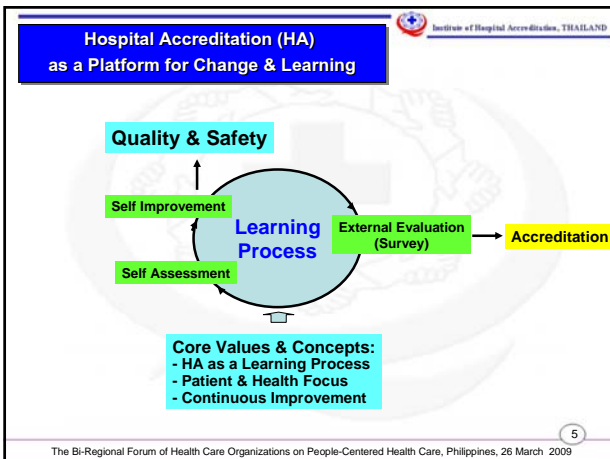 Institute of Hospital Accreditation, THAILAND
Hospital Accreditation (HA)
as a Platform for Change & Learning
Quality & Safety
Self Improvement
Learning
Process
External Evaluation
(Survey)
Accreditation
Self Assessment
Core Values & Concepts:
- HA as a Learning Process
- Patient & Health Focus
- Continuous Improvement
5
The Bi-Regional Forum of Health Care Organizations on People-Centered Health Care, Philippines, 26 March 2009